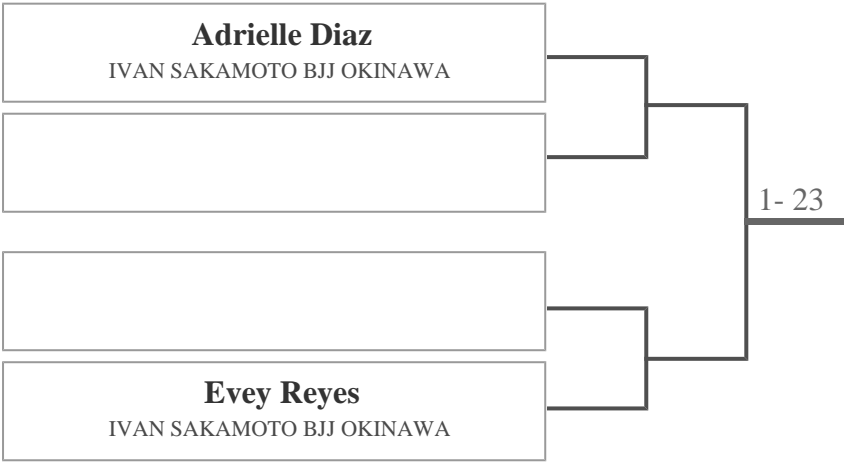 Adrielle Diaz
IVAN SAKAMOTO BJJ OKINAWA
1- 23
Evey Reyes
IVAN SAKAMOTO BJJ OKINAWA